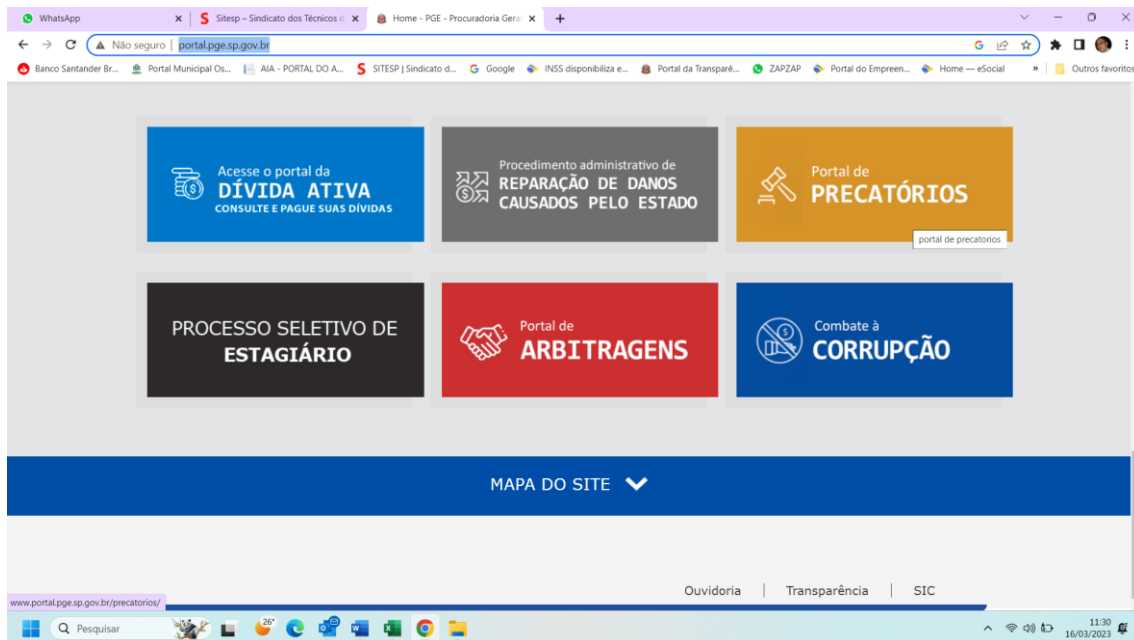 WhatsApp
Sitesp – Sindicato dos Técnicos d
Home - PGE - Procuradoria Geral
Não seguro | portal.pge.sp.gov.br
Banco Santander Br...
Portal Municipal Os...
AIA - PORTAL DO A...
SITESP | Sindicato d...
Google
INSS disponibiliza e...
Portal da Transparê...
ZAPZAP
Portal do Empreen...
Home — eSocial
»
Outros favoritos
Acesse o portal da
DÍVIDA ATIVA
CONSULTE E PAGUE SUAS DÍVIDAS
Procedimento administrativo de
REPARAÇÃO DE DANOS
CAUSADOS PELO ESTADO
Portal de
PRECATÓRIOS
portal de precatorios
PROCESSO SELETIVO DE
ESTAGIÁRIO
Portal de
ARBITRAGENS
Combate à
CORRUPÇÃO
MAPA DO SITE
Ouvidoria | Transparência | SIC
www.portal.pge.sp.gov.br/precatorios/
Pesquisar
26°
11:30
16/03/2023